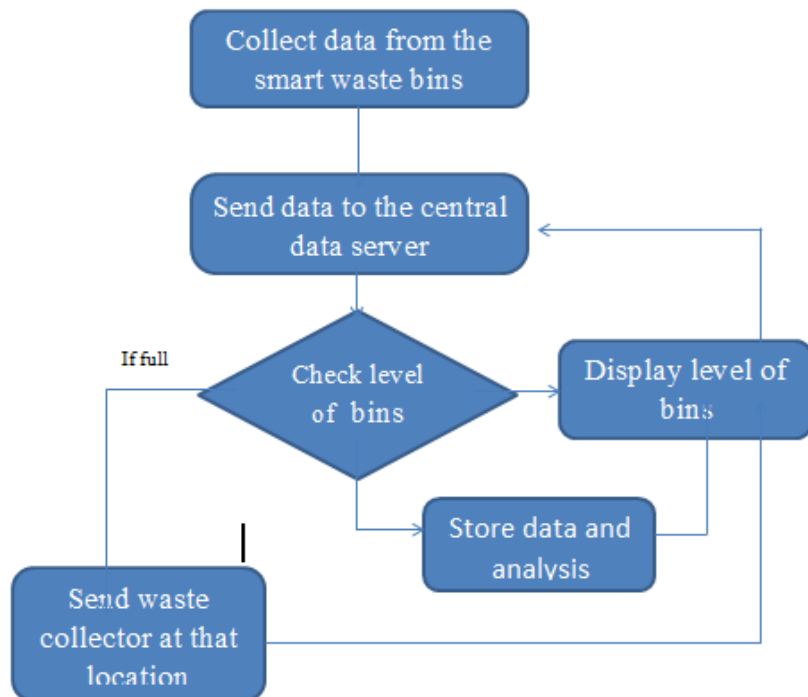 Collect data from the
smart waste bins
Send data to the central
data server
If full
Check level
of bins
Display level of
bins
Store data and
analysis
Send waste
collector at that
location